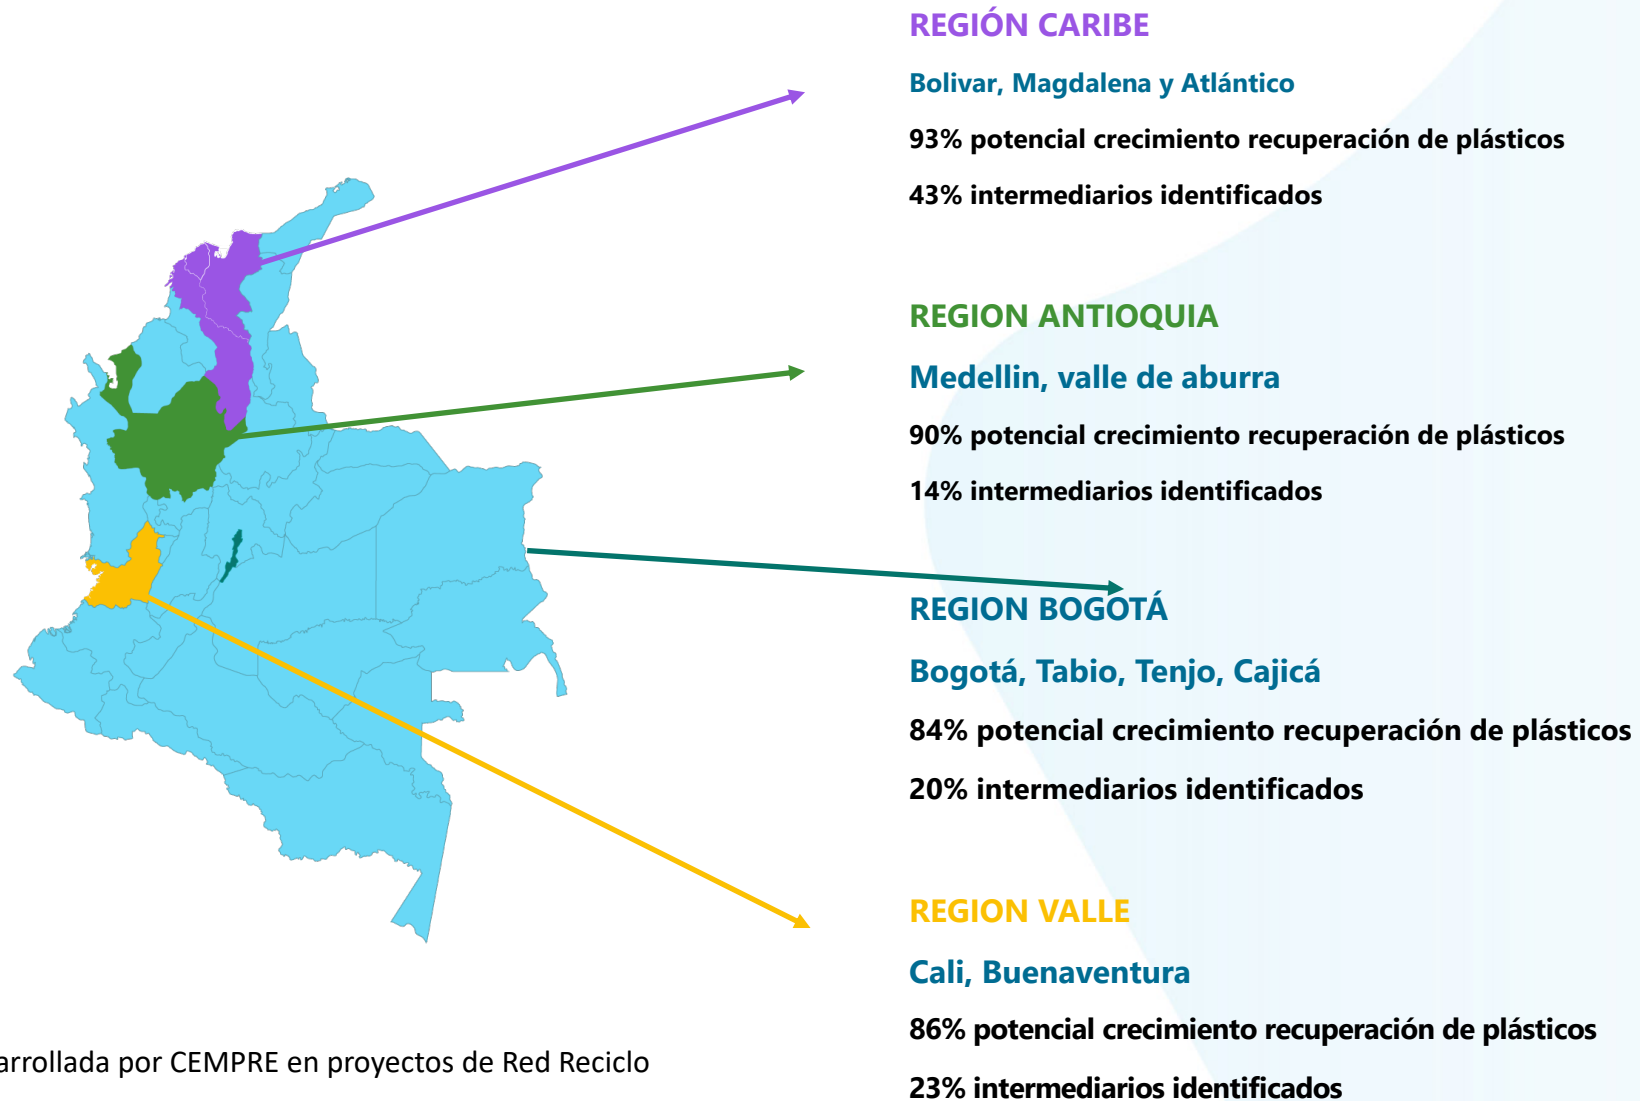 REGIÓN CARIBE
Bolivar, Magdalena y Atlántico
93% potencial crecimiento recuperación de plásticos
43% intermediarios identificados
REGION ANTIOQUIA
Medellin, valle de aburra
90% potencial crecimiento recuperación de plásticos
14% intermediarios identificados
REGION BOGOTÁ
Bogotá, Tabio, Tenjo, Cajicá
84% potencial crecimiento recuperación de plásticos
20% intermediarios identificados
REGION VALLE
Cali, Buenaventura
86% potencial crecimiento recuperación de plásticos
23% intermediarios identificados
arrollada por CEMPRE en proyectos de Red Reciclo